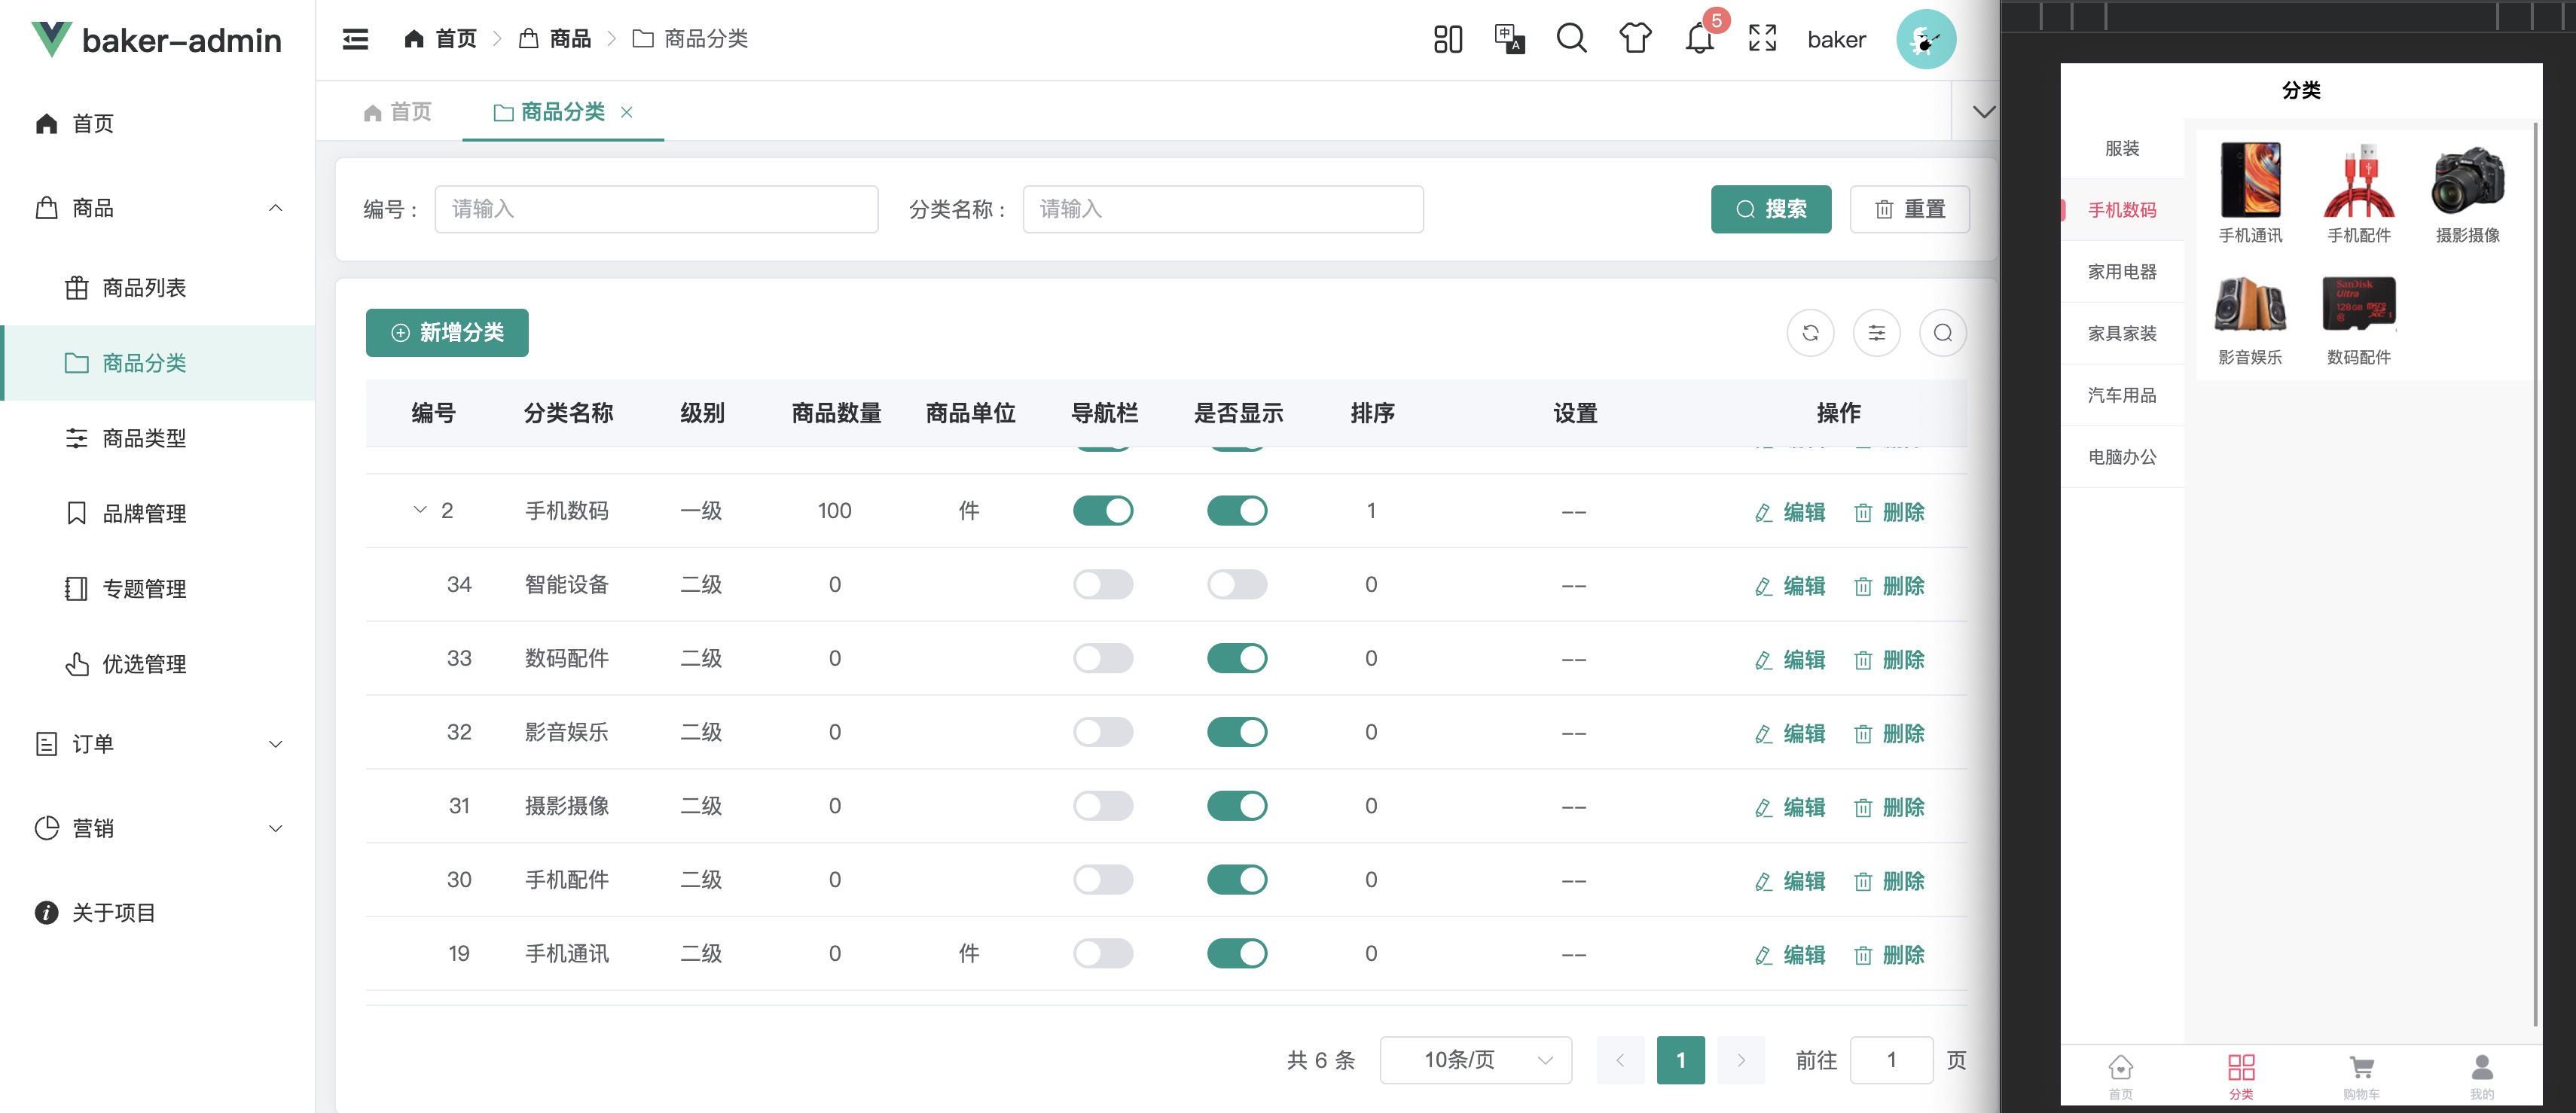 baker-admin
首页
商品
商品列表
商品分类
商品类型
品牌管理
专题管理
优选管理
订单
营销
关于项目
首页 商品 商品分类
中 A
5
baker
首页 商品分类
编号： 请输入 分类名称： 请输入 搜索 重置
新增分类
编号 分类名称 级别 商品数量 商品单位 导航栏 是否显示 排序 设置 操作
2 手机数码 一级 100 件 1 -- 编辑 删除
34 智能设备 二级 0 0 -- 编辑 删除
33 数码配件 二级 0 0 -- 编辑 删除
32 影音娱乐 二级 0 0 -- 编辑 删除
31 摄影摄像 二级 0 0 -- 编辑 删除
30 手机配件 二级 0 0 -- 编辑 删除
19 手机通讯 二级 0 件 0 -- 编辑 删除
共 6 条 10条/页 1 前往 1 页
分类
服装
手机数码
家用电器
家具家装
汽车用品
电脑办公
手机通讯 手机配件 摄影摄像
SanDisk
Ultra
128GB
影音娱乐 数码配件
首页 分类 购物车 我的